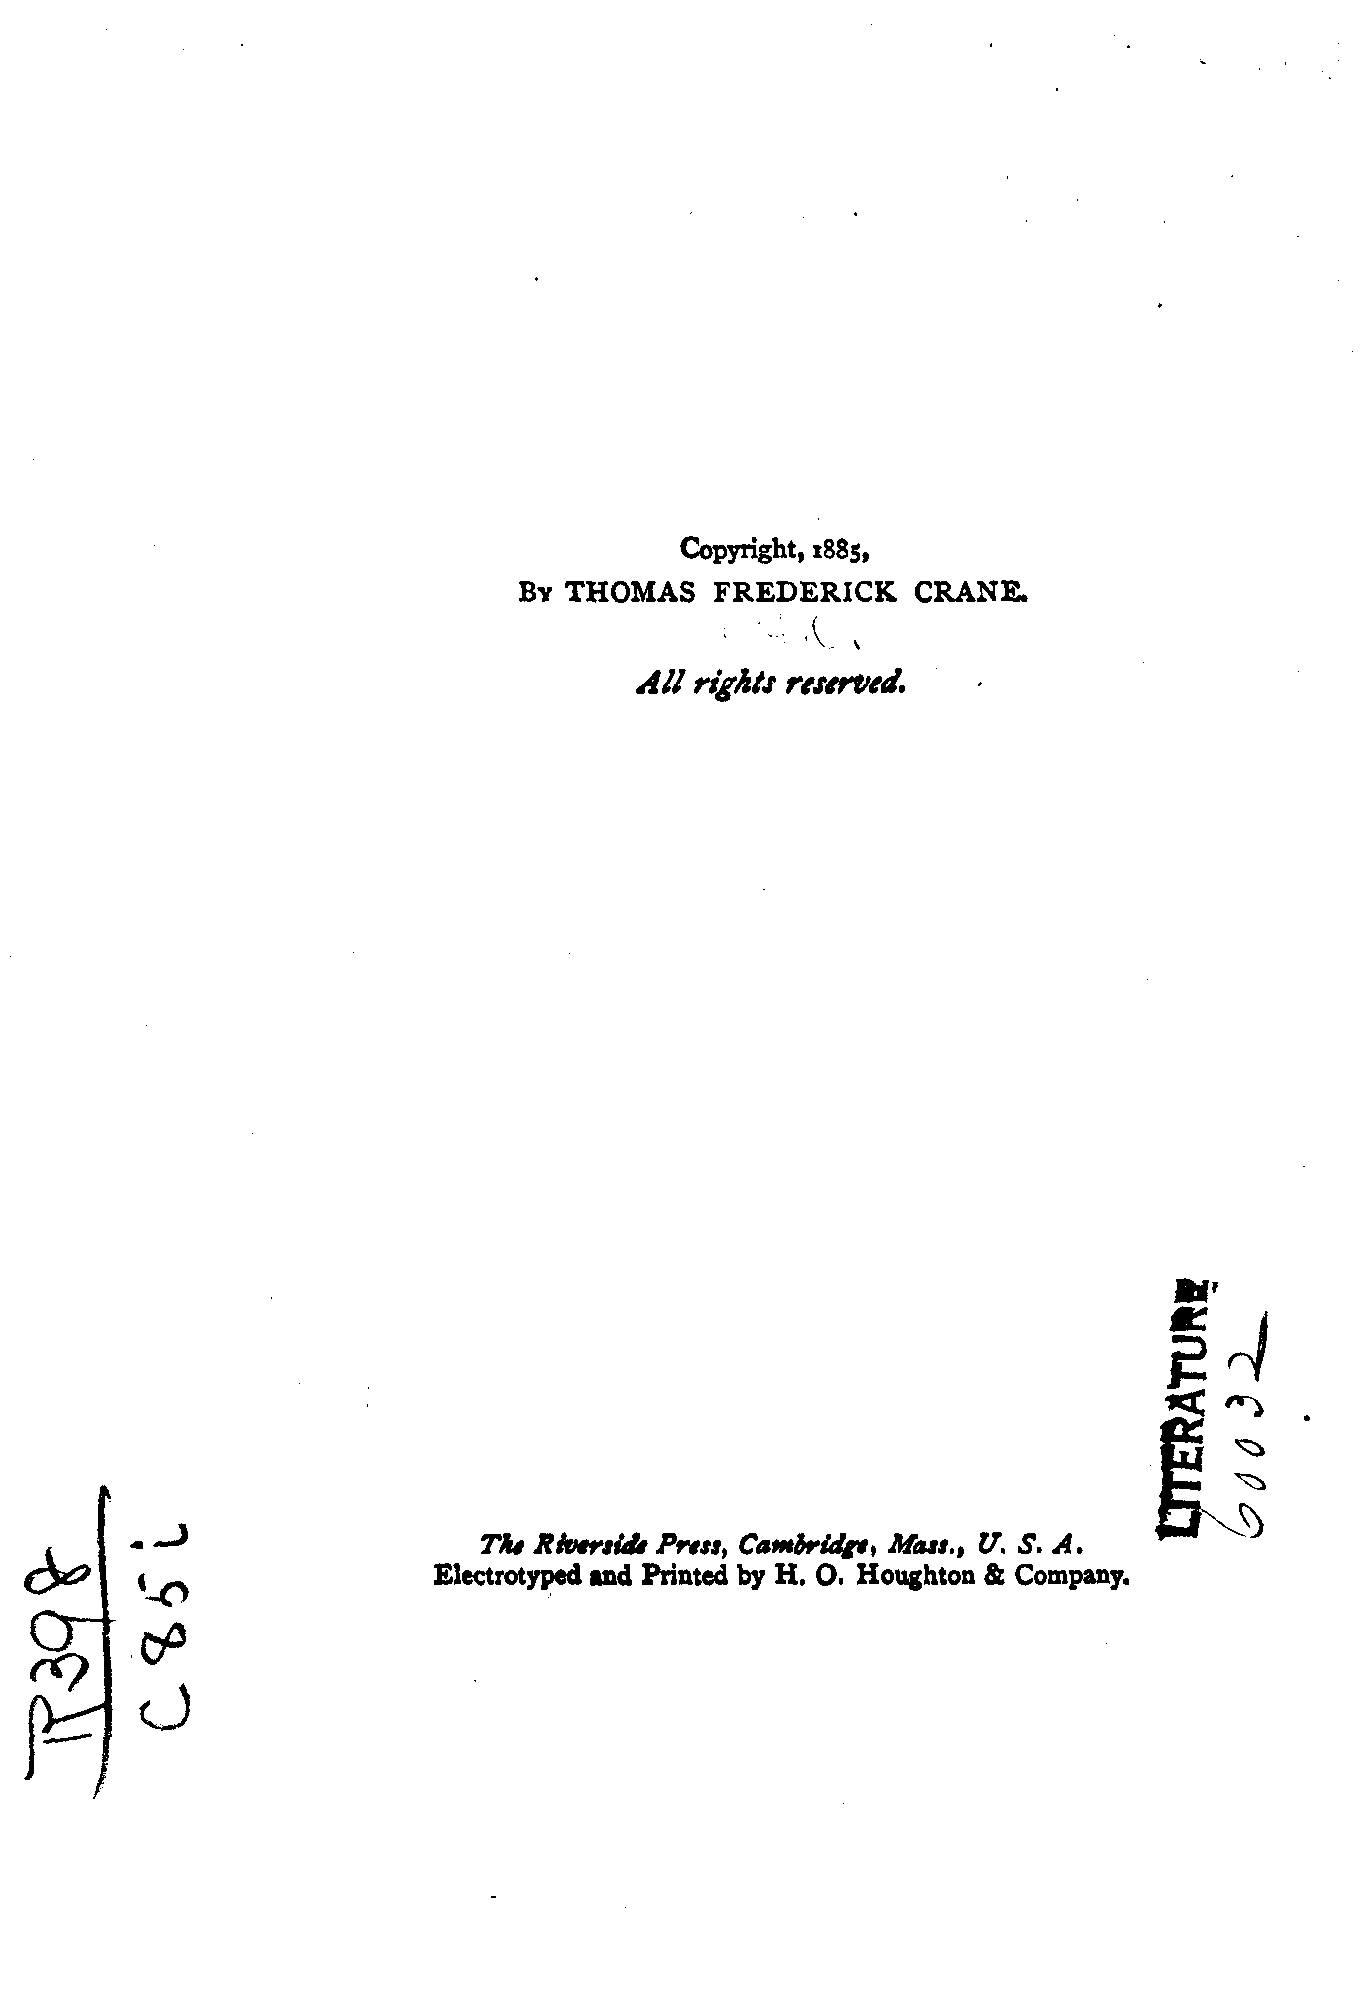 Copyright, 1885,
By THOMAS FREDERICK CRANE.
All rights reserved.
LITERATURE
60032
The Riverside Press, Cambridge, Mass., U. S. A.
Electrotyped and Printed by H. O. Houghton & Company.
R398
C85i